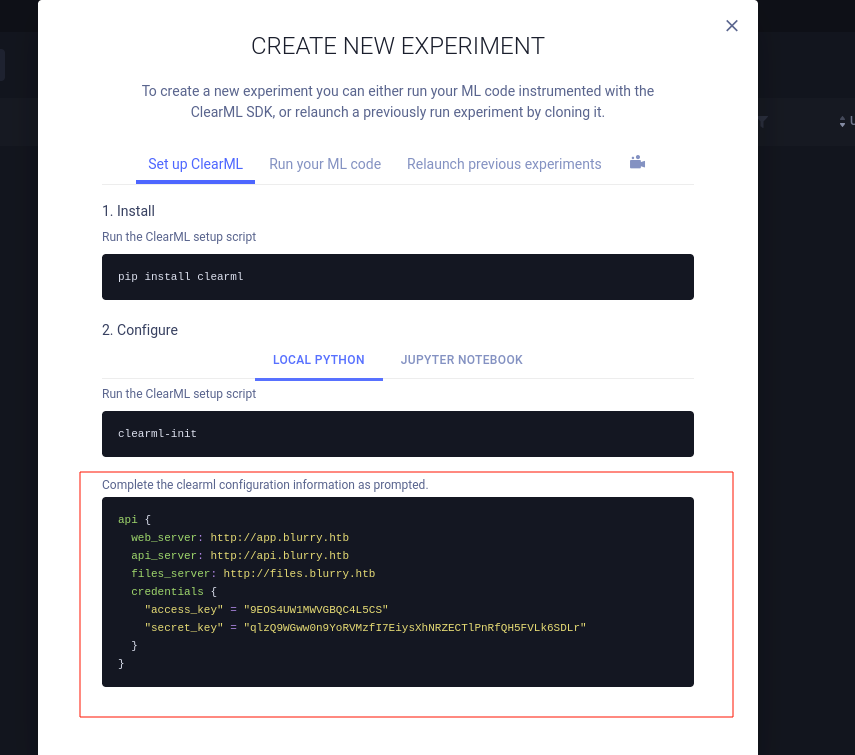 CREATE NEW EXPERIMENT
To create a new experiment you can either run your ML code instrumented with the
ClearML SDK, or relaunch a previously run experiment by cloning it.
Set up ClearML Run your ML code Relaunch previous experiments
1. Install
Run the ClearML setup script
pip install clearml
2. Configure
LOCAL PYTHON JUPYTER NOTEBOOK
Run the ClearML setup script
clearml-init
Complete the clearml configuration information as prompted.
api {
web_server: http://app.blurry.htb
api_server: http://api.blurry.htb
files_server: http://files.blurry.htb
credentials {
"access_key" = "9EOS4UW1MWVGBQC4L5CS"
"secret_key" = "qlzQ9WGww0n9YoRVMzfI7EiysXhNRZECTlPnRfQH5FVLk6SDLr"
}
}